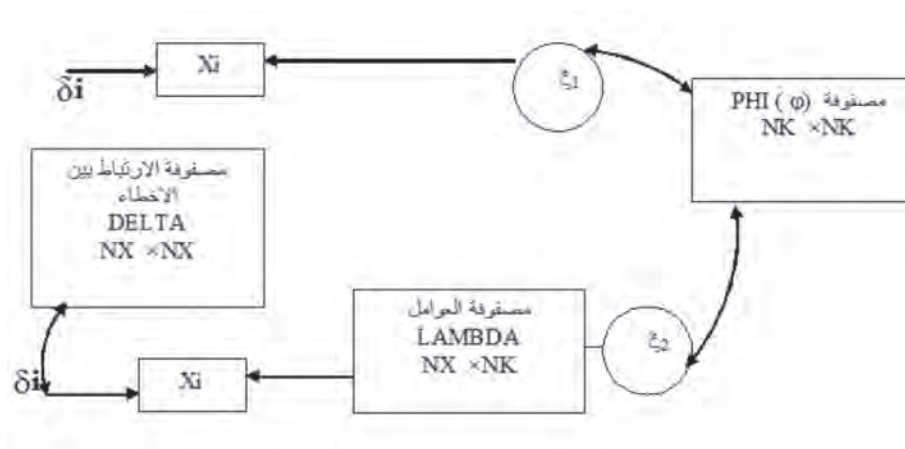 δi
Xi
ξ1
مصفوفة PHI ( φ)
NK ×NK
مصفوفة الارتباط بين
الاخطاء
DELTA
NX ×NX
مصفوفة العوامل
LAMBDA
NX ×NK
ξ2
δi
Xi